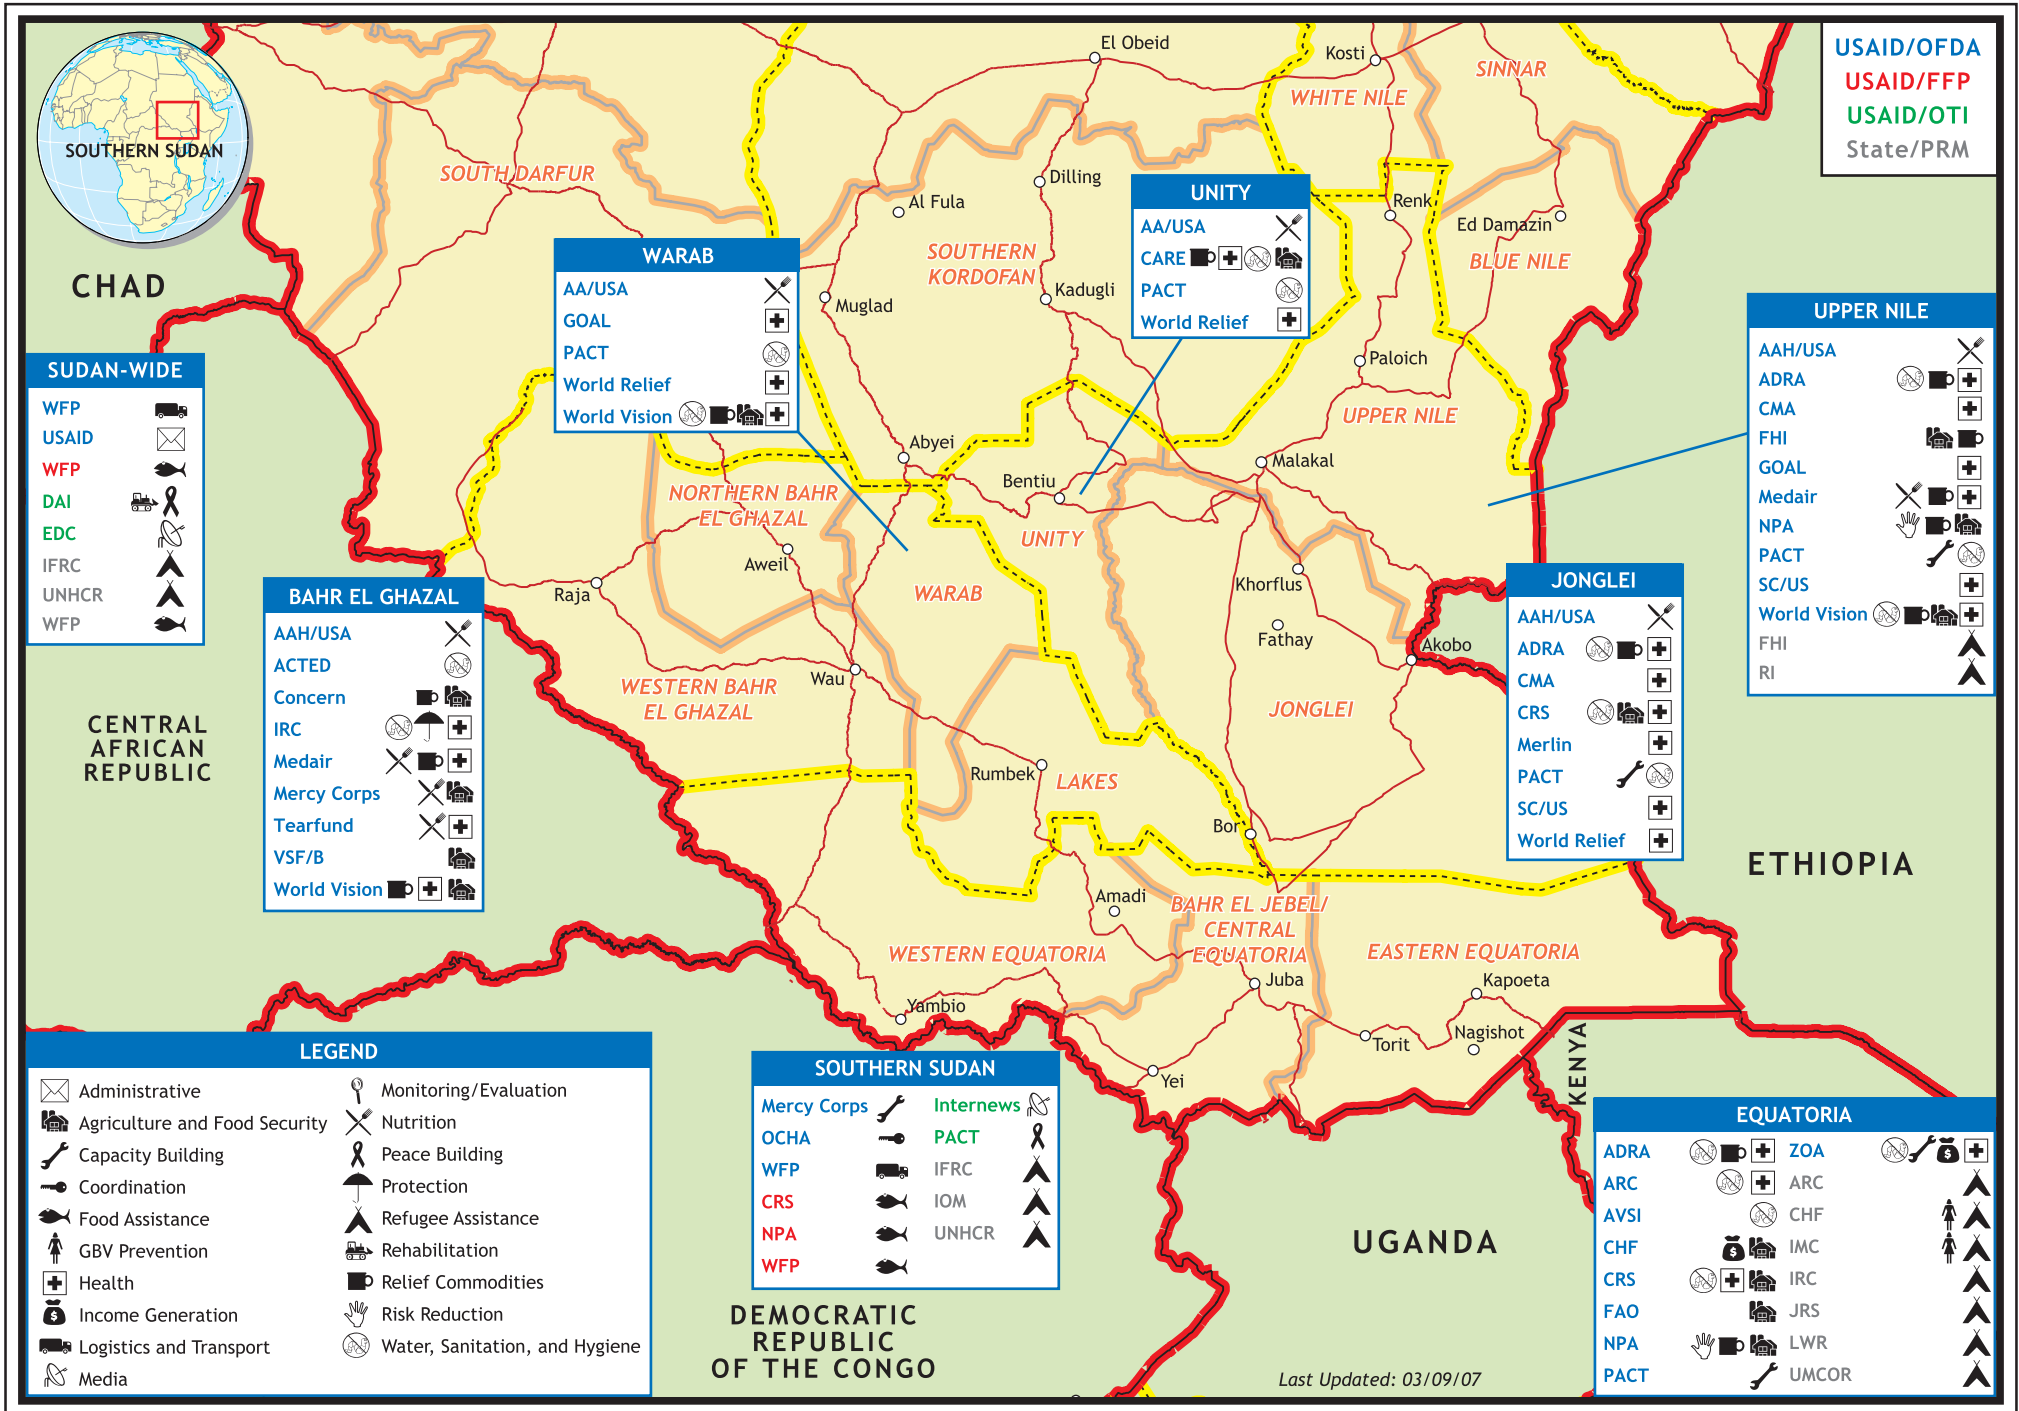 USAID/OFDA
USAID/FFP
USAID/OTI
State/PRM
SOUTHERN SUDAN
CHAD
CENTRAL
AFRICAN
REPUBLIC
ETHIOPIA
KENYA
UGANDA
DEMOCRATIC
REPUBLIC
OF THE CONGO
SOUTH DARFUR
SOUTHERN
KORDOFAN
WHITE NILE
SINNAR
BLUE NILE
UPPER NILE
NORTHERN BAHR
EL GHAZAL
UNITY
WARAB
WESTERN BAHR
EL GHAZAL
JONGLEI
LAKES
WESTERN EQUATORIA
BAHR EL JEBEL/
CENTRAL
EQUATORIA
EASTERN EQUATORIA
El Obeid
Kosti
Dilling
Al Fula
Renk
Ed Damazin
Kadugli
Muglad
Paloich
Abyei
Malakal
Bentiu
Aweil
Raja
Khorflus
Fathay
Akobo
Wau
Rumbek
Bor
Amadi
Juba
Kapoeta
Yambio
Torit
Nagishot
Yei
SUDAN-WIDE
WFP
USAID
WFP
DAI
EDC
IFRC
UNHCR
WFP
WARAB
AA/USA
GOAL
PACT
World Relief
World Vision
UNITY
AA/USA
CARE
PACT
World Relief
UPPER NILE
AAH/USA
ADRA
CMA
FHI
GOAL
Medair
NPA
PACT
SC/US
World Vision
FHI
RI
BAHR EL GHAZAL
AAH/USA
ACTED
Concern
IRC
Medair
Mercy Corps
Tearfund
VSF/B
World Vision
JONGLEI
AAH/USA
ADRA
CMA
CRS
Merlin
PACT
SC/US
World Relief
LEGEND
Administrative
Agriculture and Food Security
Capacity Building
Coordination
Food Assistance
GBV Prevention
Health
Income Generation
Logistics and Transport
Media
Monitoring/Evaluation
Nutrition
Peace Building
Protection
Refugee Assistance
Rehabilitation
Relief Commodities
Risk Reduction
Water, Sanitation, and Hygiene
SOUTHERN SUDAN
Mercy Corps
OCHA
WFP
CRS
NPA
WFP
Internews
PACT
IFRC
IOM
UNHCR
EQUATORIA
ADRA
ARC
AVSI
CHF
CRS
FAO
NPA
PACT
ZOA
ARC
CHF
IMC
IRC
JRS
LWR
UMCOR
Last Updated: 03/09/07